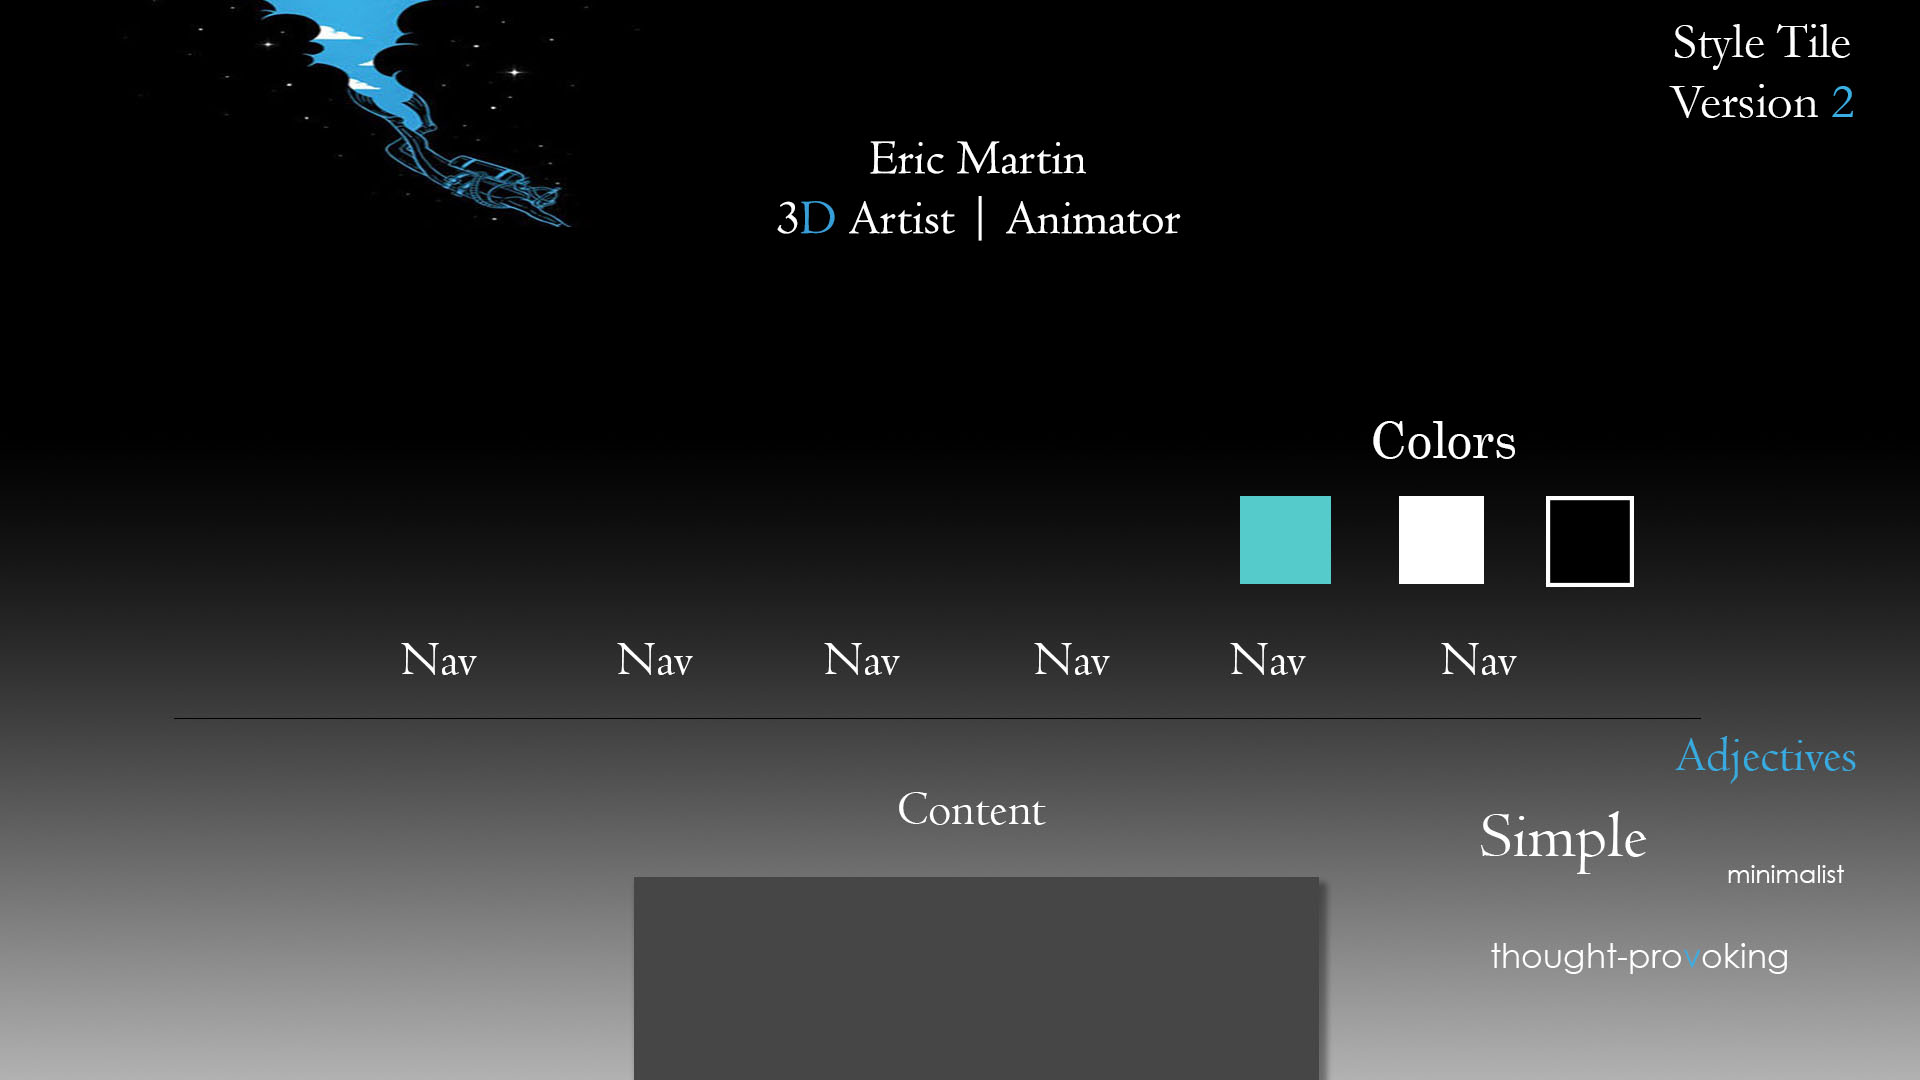 Style Tile
Version 2
Eric Martin
3D Artist | Animator
Colors
Nav Nav Nav Nav Nav Nav
Adjectives
Content
Simple
minimalist
thought-provoking